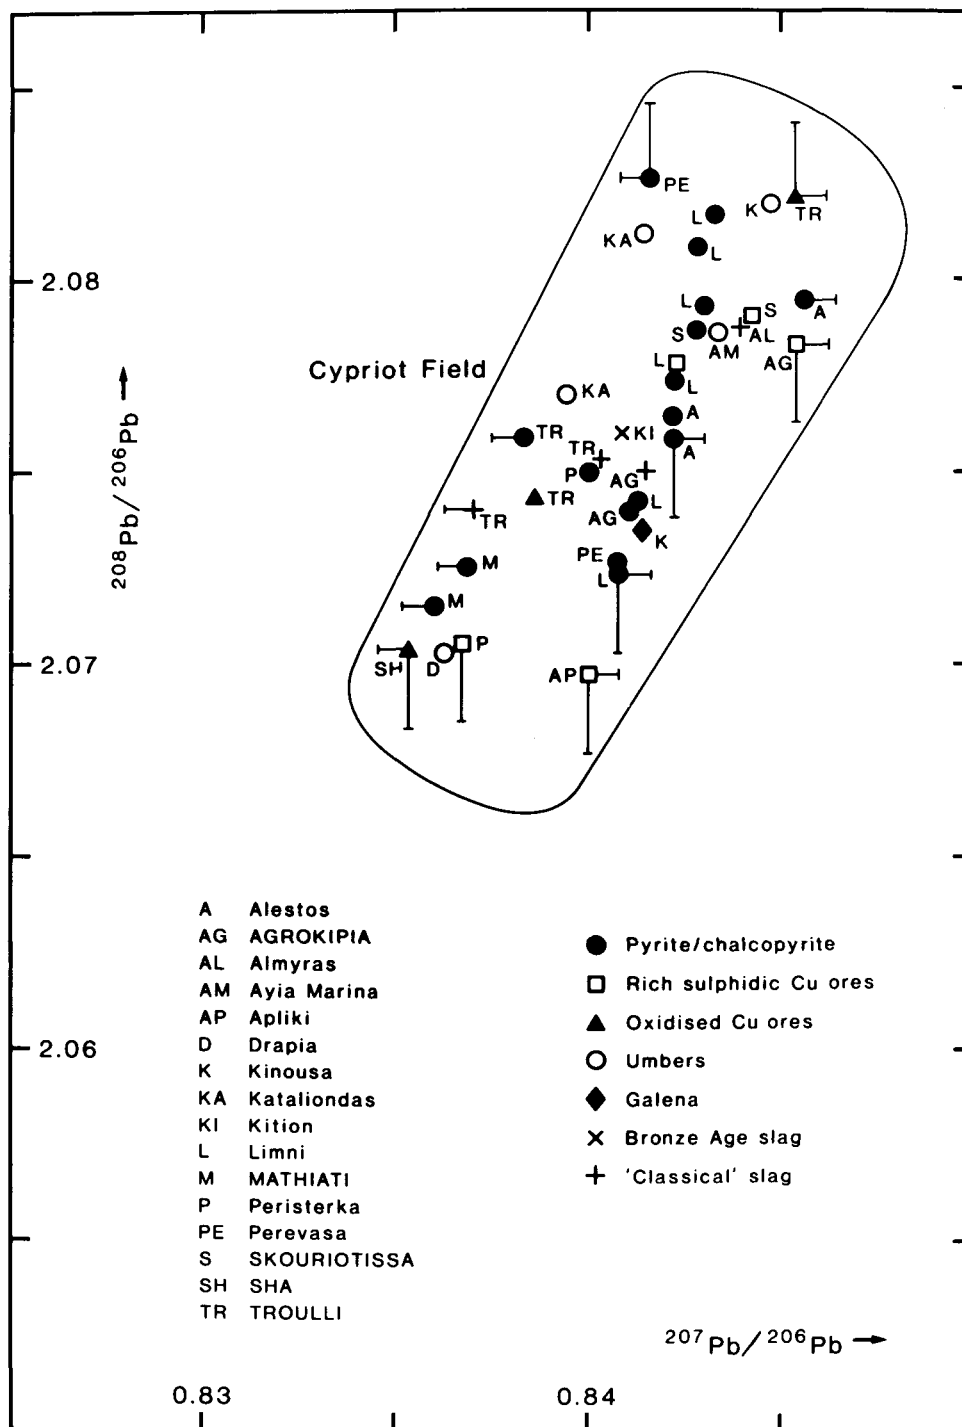 PE
L
K
TR
KA
L
2.08
L
S
A
S
AL
AM
AG
L
L
Cypriot Field
KA
A
TR
KI
A
TR
P
AG
L
TR
AG
K
TR
PE
M
L
M
P
2.07
SH
D
AP
208Pb/206Pb →
A Alestos
AG AGROKIPIA
AL Almyras
AM Ayia Marina
AP Apliki
D Drapia
K Kinousa
KA Kataliondas
KI Kition
L Limni
M MATHIATI
P Peristerka
PE Perevasa
S SKOURIOTISSA
SH SHA
TR TROULLI
2.06
Pyrite/chalcopyrite
Rich sulphidic Cu ores
Oxidised Cu ores
Umbers
Galena
Bronze Age slag
'Classical' slag
207Pb/206Pb →
0.83
0.84